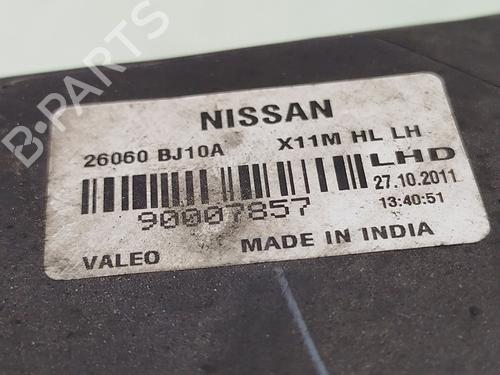 NISSAN
26060 BJ10A X11M HL LH
LHD
27.10.2011
90007857 13:40:51
VALEO MADE IN INDIA
B-PARTS